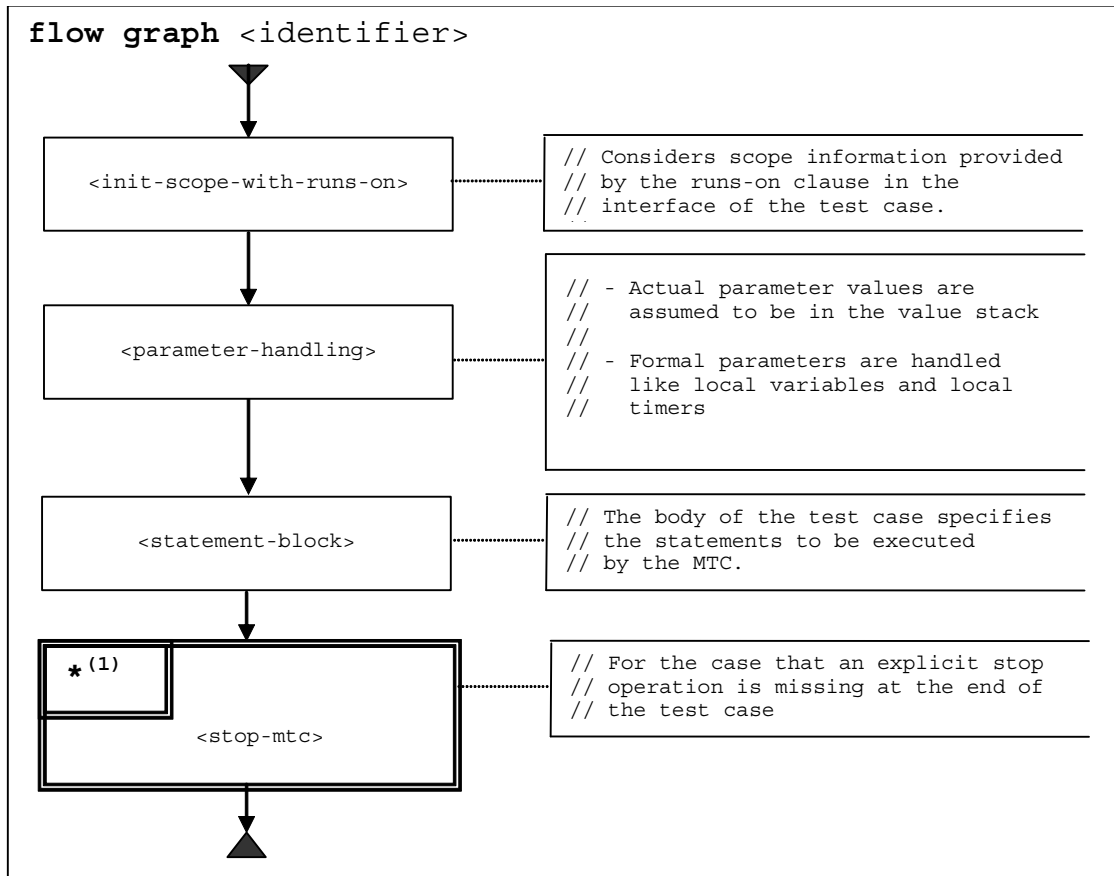 flow graph <identifier>
<init-scope-with-runs-on>
// Considers scope information provided
// by the runs-on clause in the
// interface of the test case.
<parameter-handling>
// - Actual parameter values are
//   assumed to be in the value stack
//
// - Formal parameters are handled
//   like local variables and local
//   timers
<statement-block>
// The body of the test case specifies
// the statements to be executed
// by the MTC.
*(1)
<stop-mtc>
// For the case that an explicit stop
// operation is missing at the end of
// the test case